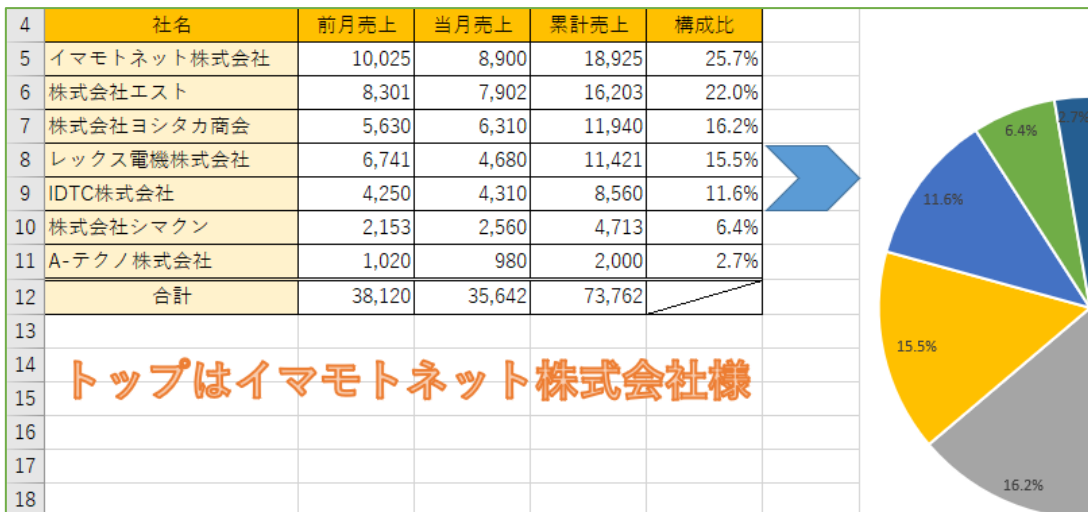 4 社名 前月売上 当月売上 累計売上 構成比
5 イマモトネット株式会社 10,025 8,900 18,925 25.7%
6 株式会社エスト 8,301 7,902 16,203 22.0%
7 株式会社ヨシタカ商会 5,630 6,310 11,940 16.2%
8 レックス電機株式会社 6,741 4,680 11,421 15.5%
9 IDTC株式会社 4,250 4,310 8,560 11.6%
10 株式会社シマクン 2,153 2,560 4,713 6.4%
11 A-テクノ株式会社 1,020 980 2,000 2.7%
12 合計 38,120 35,642 73,762
13
14
トップはイマモトネット株式会社様
15
16
17
18
2.7%
6.4%
11.6%
15.5%
16.2%